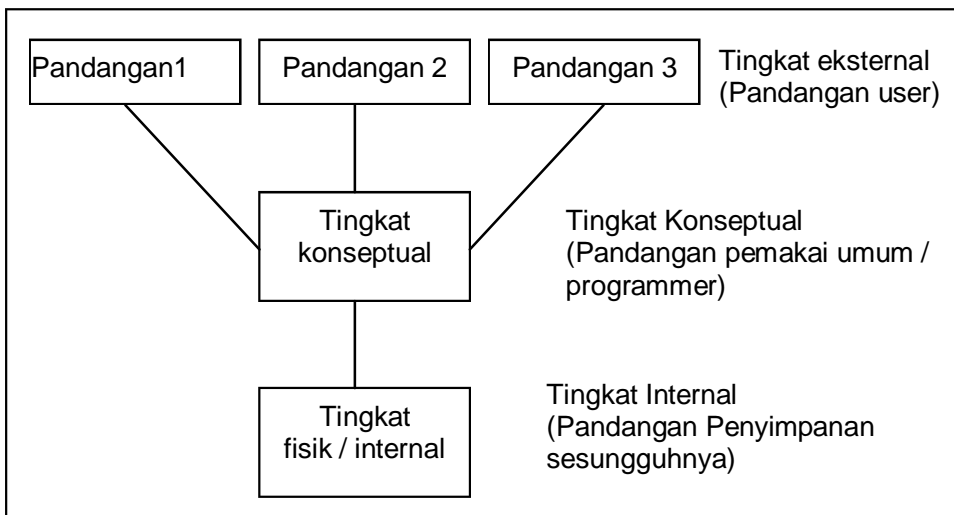 Pandangan1
Pandangan 2
Pandangan 3
Tingkat eksternal
(Pandangan user)
Tingkat
konseptual
Tingkat Konseptual
(Pandangan pemakai umum /
programmer)
Tingkat
fisik / internal
Tingkat Internal
(Pandangan Penyimpanan
sesungguhnya)